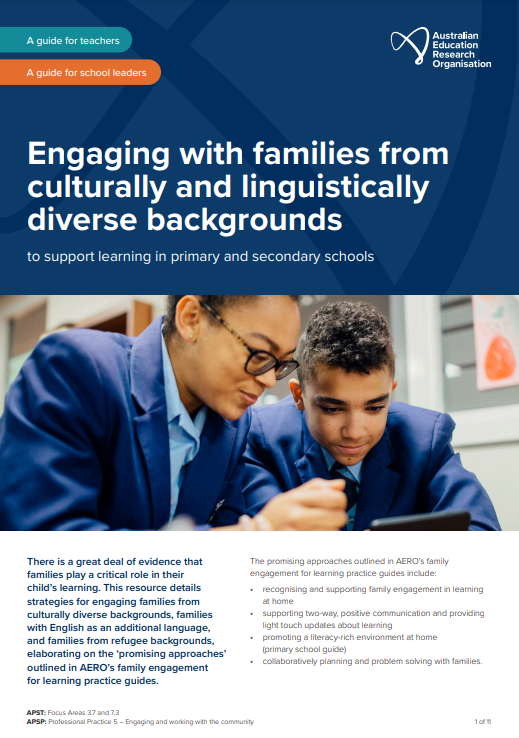 A guide for teachers
A guide for school leaders
Australian
Education
Research
Organisation
Engaging with families from
culturally and linguistically
diverse backgrounds
to support learning in primary and secondary schools
There is a great deal of evidence that
families play a critical role in their
child's learning. This resource details
strategies for engaging families from
culturally diverse backgrounds, families
with English as an additional language,
and families from refugee backgrounds,
elaborating on the 'promising approaches'
outlined in AERO's family engagement
for learning practice guides.
The promising approaches outlined in AERO's family
engagement for learning practice guides include:
• recognising and supporting family engagement in learning
at home
• supporting two-way, positive communication and providing
light touch updates about learning
• promoting a literacy-rich environment at home
(primary school guide)
• collaboratively planning and problem solving with families.
APST: Focus Areas 3.7 and 7.3
APSP: Professional Practice 5 – Engaging and working with the community
1 of 11